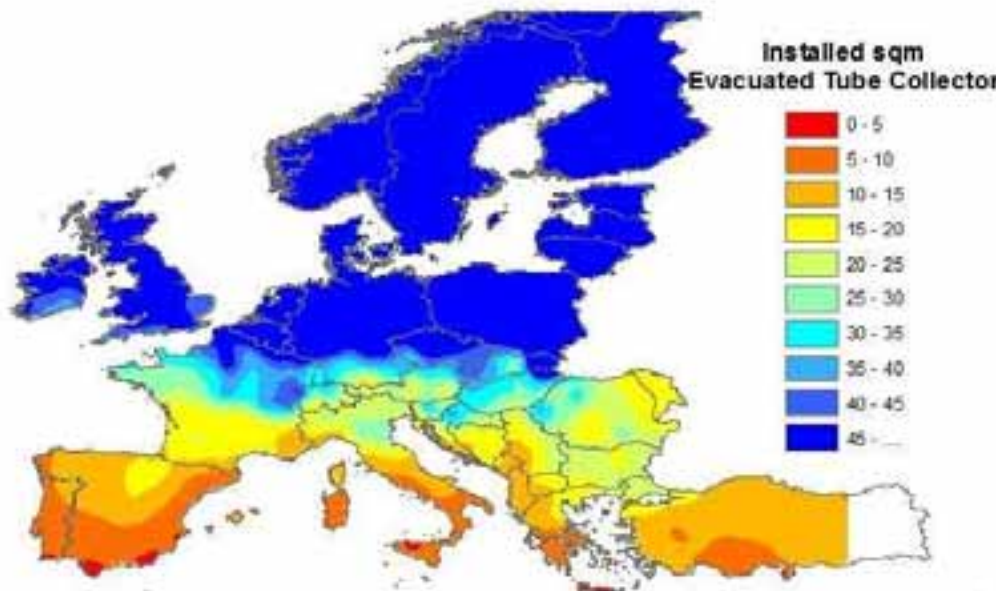 Installed sqm
Evacuated Tube Collector
0 - 5
5 - 10
10 - 15
15 - 20
20 - 25
25 - 30
30 - 35
35 - 40
40 - 45
45 - ...